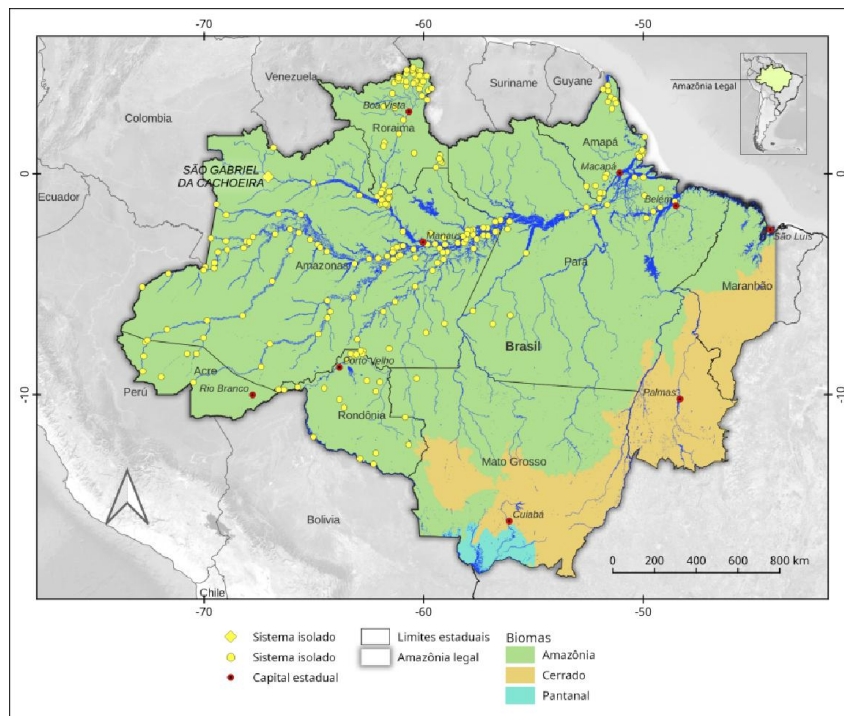 -70
-60
-50
Venezuela
Suriname
Guyane
Amazônia Legal
Colombia
Boa Vista
Roraima
Amapá
0
0
SÃO GABRIEL
DA CACHOEIRA
Macapá
Ecuador
Belém
Manaus
São Luís
Amazonas
Pará
Maranhão
Brasil
Porto Velho
Acre
Perú
Rio Branco
-10
-10
Palmas
Rondônia
Mato Grosso
Bolivia
Cuiabá
0 200 400 600 800 km
Chile
-70
-60
-50
Sistema isolado
Sistema isolado
Capital estadual
Limites estaduais
Amazônia legal
Biomas
Amazônia
Cerrado
Pantanal